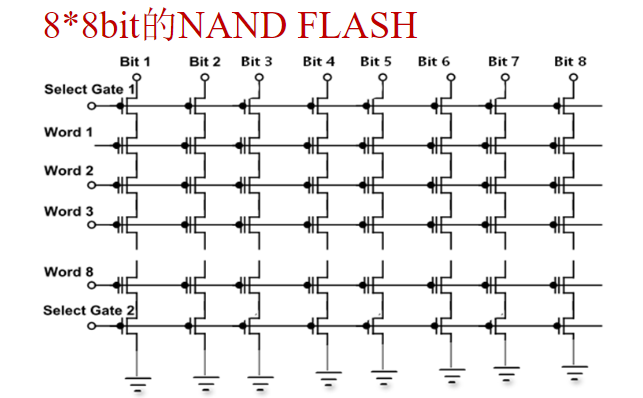 8*8bit的NAND FLASH
Bit 1 Bit 2 Bit 3 Bit 4 Bit 5 Bit 6 Bit 7 Bit 8
Select Gate 1
Word 1
Word 2
Word 3
Word 8
Select Gate 2